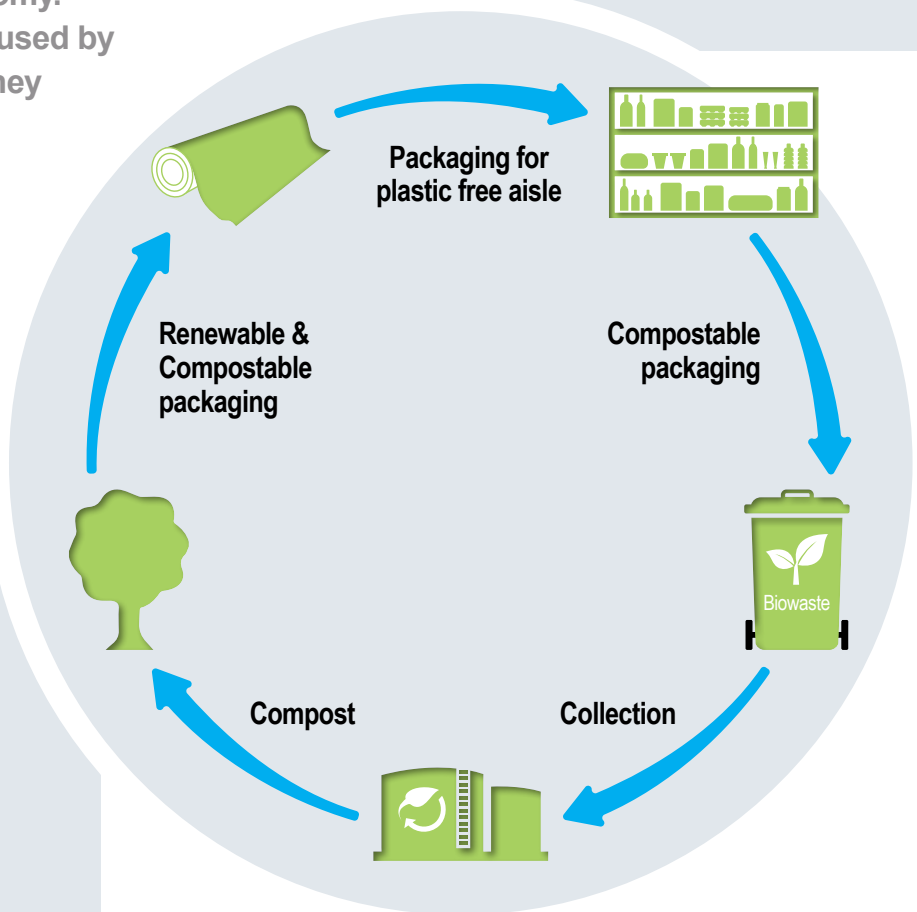 used by
Packaging for
plastic free aisle
Renewable &
Compostable
packaging
Compostable
packaging
Biowaste
Compost
Collection